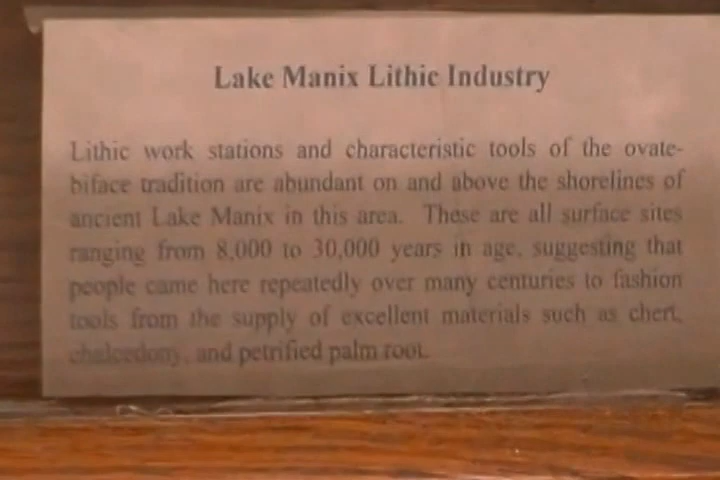 Lake Manix Lithic Industry
Lithic work stations and characteristic tools of the ovate-
biface tradition are abundant on and above the shorelines of
ancient Lake Manix in this area. These are all surface sites
ranging from 8,000 to 30,000 years in age, suggesting that
people came here repeatedly over many centuries to fashion
tools from the supply of excellent materials such as chert,
chalcedony, and petrified palm root.